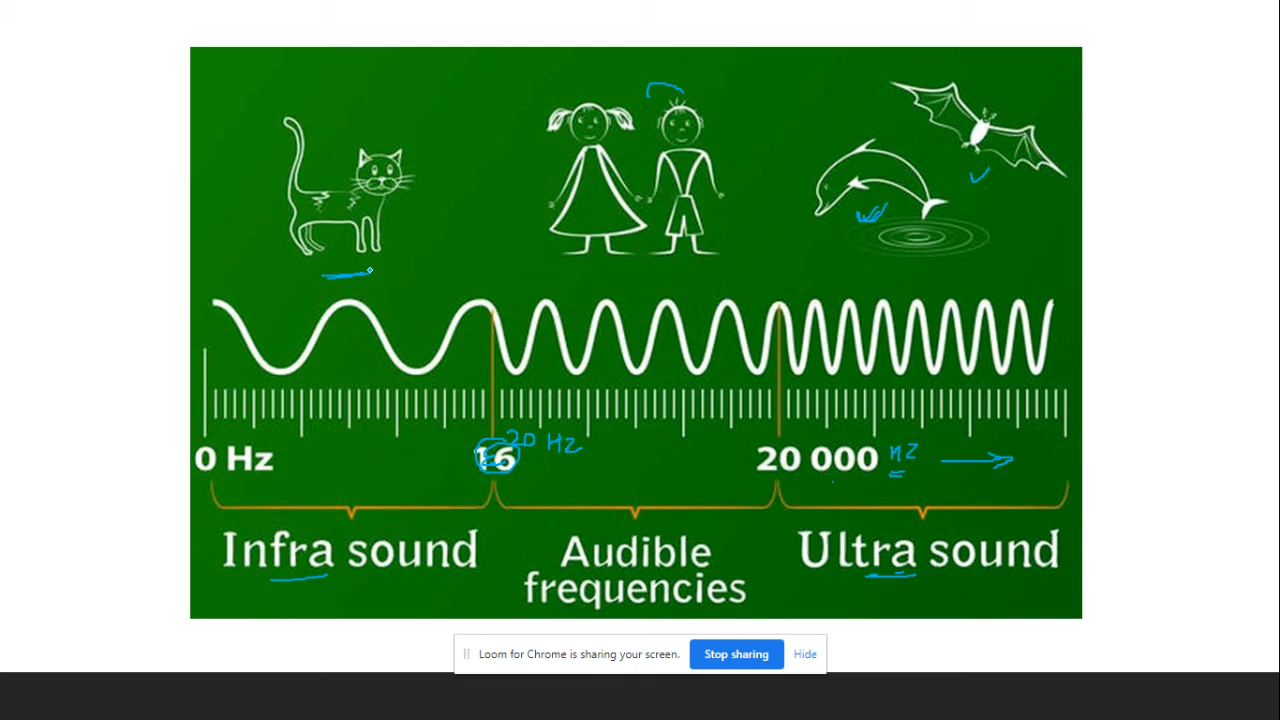 20 Hz
0 Hz 16 20 000 HZ
Infra sound Audible frequencies Ultra sound
Loom for Chrome is sharing your screen. Stop sharing Hide